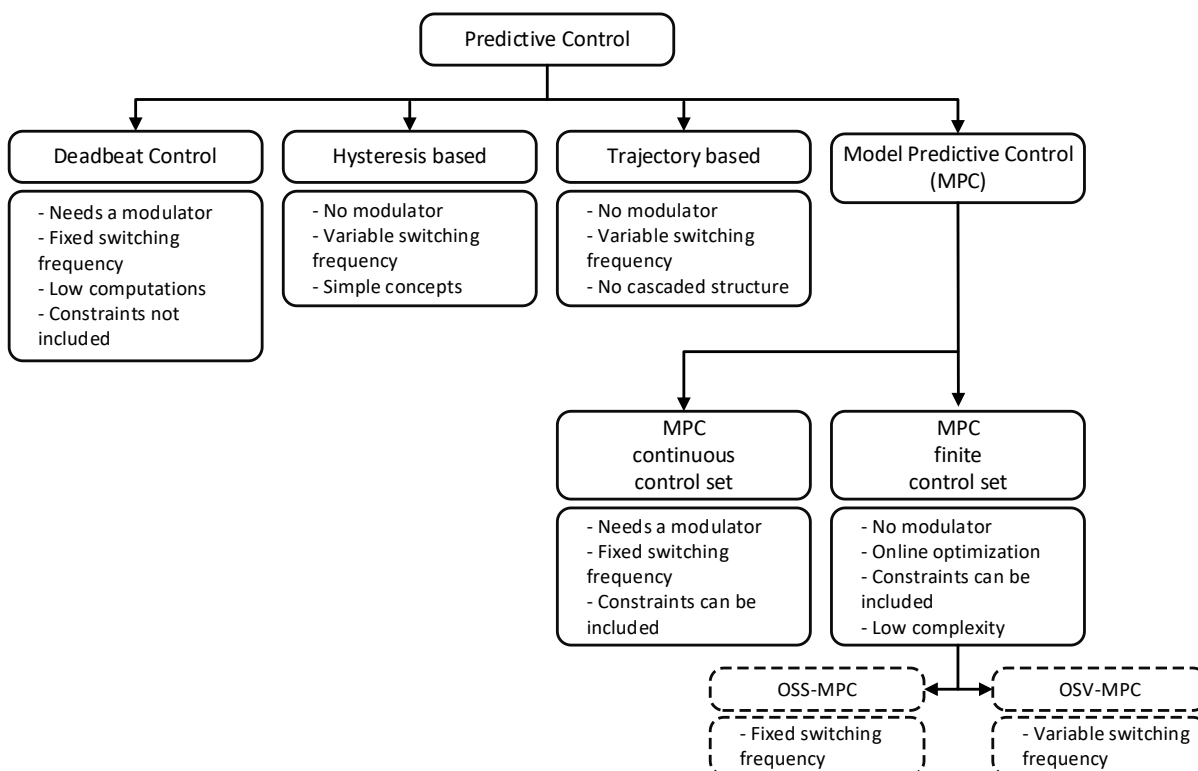 Predictive Control
Deadbeat Control
- Needs a modulator
- Fixed switching
frequency
- Low computations
- Constraints not
included
Hysteresis based
- No modulator
- Variable switching
frequency
- Simple concepts
Trajectory based
- No modulator
- Variable switching
frequency
- No cascaded structure
Model Predictive Control
(MPC)
MPC
continuous
control set
- Needs a modulator
- Fixed switching
frequency
- Constraints can be
included
MPC
finite
control set
- No modulator
- Online optimization
- Constraints can be
included
- Low complexity
OSS-MPC
- Fixed switching
frequency
OSV-MPC
- Variable switching
frequency